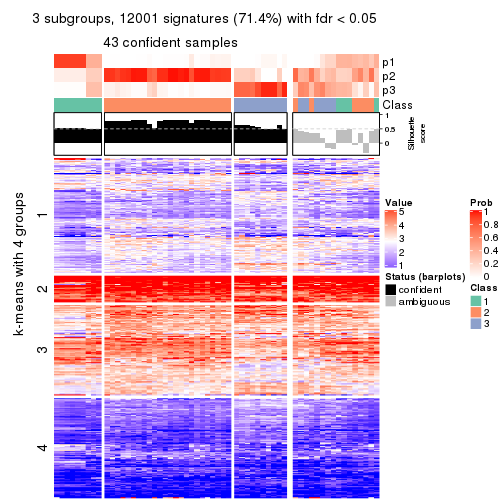 3 subgroups, 12001 signatures (71.4%) with fdr < 0.05
43 confident samples
p1
p2
p3
Class
1
0.5
0
Silhouette
score
k-means with 4 groups
1
2
3
4
Value
5
4
3
2
1
Status (barplots)
confident
ambiguous
Prob
1
0.8
0.6
0.4
0.2
0
Class
1
2
3